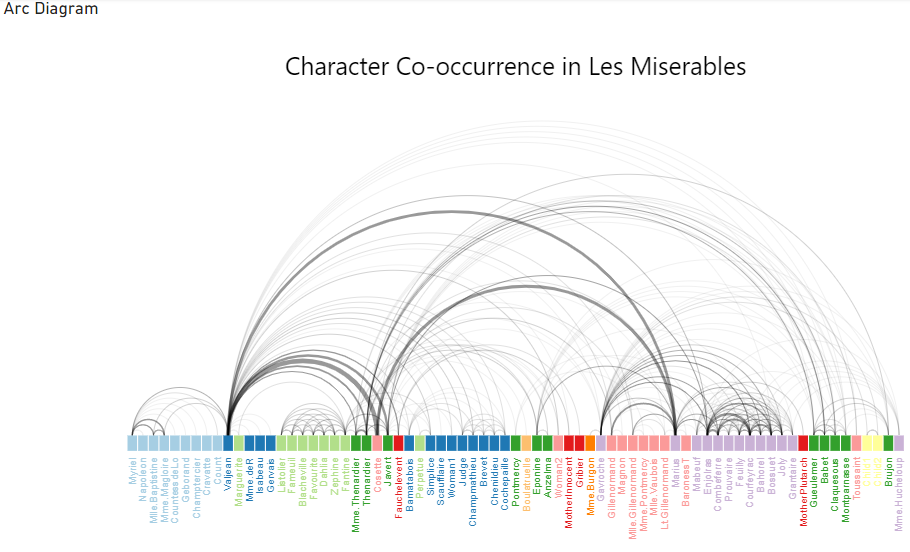 Arc Diagram
Character Co-occurrence in Les Miserables
Myriel
Napoleon
Mlle.Baptistine
Mme.Magloire
CountessdeLo
Geborand
Champtercier
Cravatte
Count
Valjean
Marguerite
Mme.deR
Isabeau
Gervais
Listolier
Fameuil
Blacheville
Favourite
Dahlia
Zephine
Fantine
Mme.Thenardier
Thenardier
Cosette
Javert
Fauchelevent
Bamatabois
Perpetue
Simplice
Scaufflaire
Woman1
Judge
Champmathieu
Brevet
Chenildieu
Cochepaille
Pontmercy
Boulatruelle
Eponine
Anzelma
Woman2
MotherInnocent
Gribier
Mme.Burgon
Gavroche
Gillenormand
Magnon
Mlle.Gillenormand
Mme.Pontmercy
Mlle.Vaubois
Lt.Gillenormand
Marius
BaronessT
Mabeuf
Enjolras
Combeferre
Prouvaire
Feuilly
Courfeyrac
Bahorel
Bossuet
Joly
Grantaire
MotherPlutarch
Gueulemer
Babet
Claquesous
Montparnasse
Toussaint
Child1
Child2
Brujon
Mme.Hucheloup